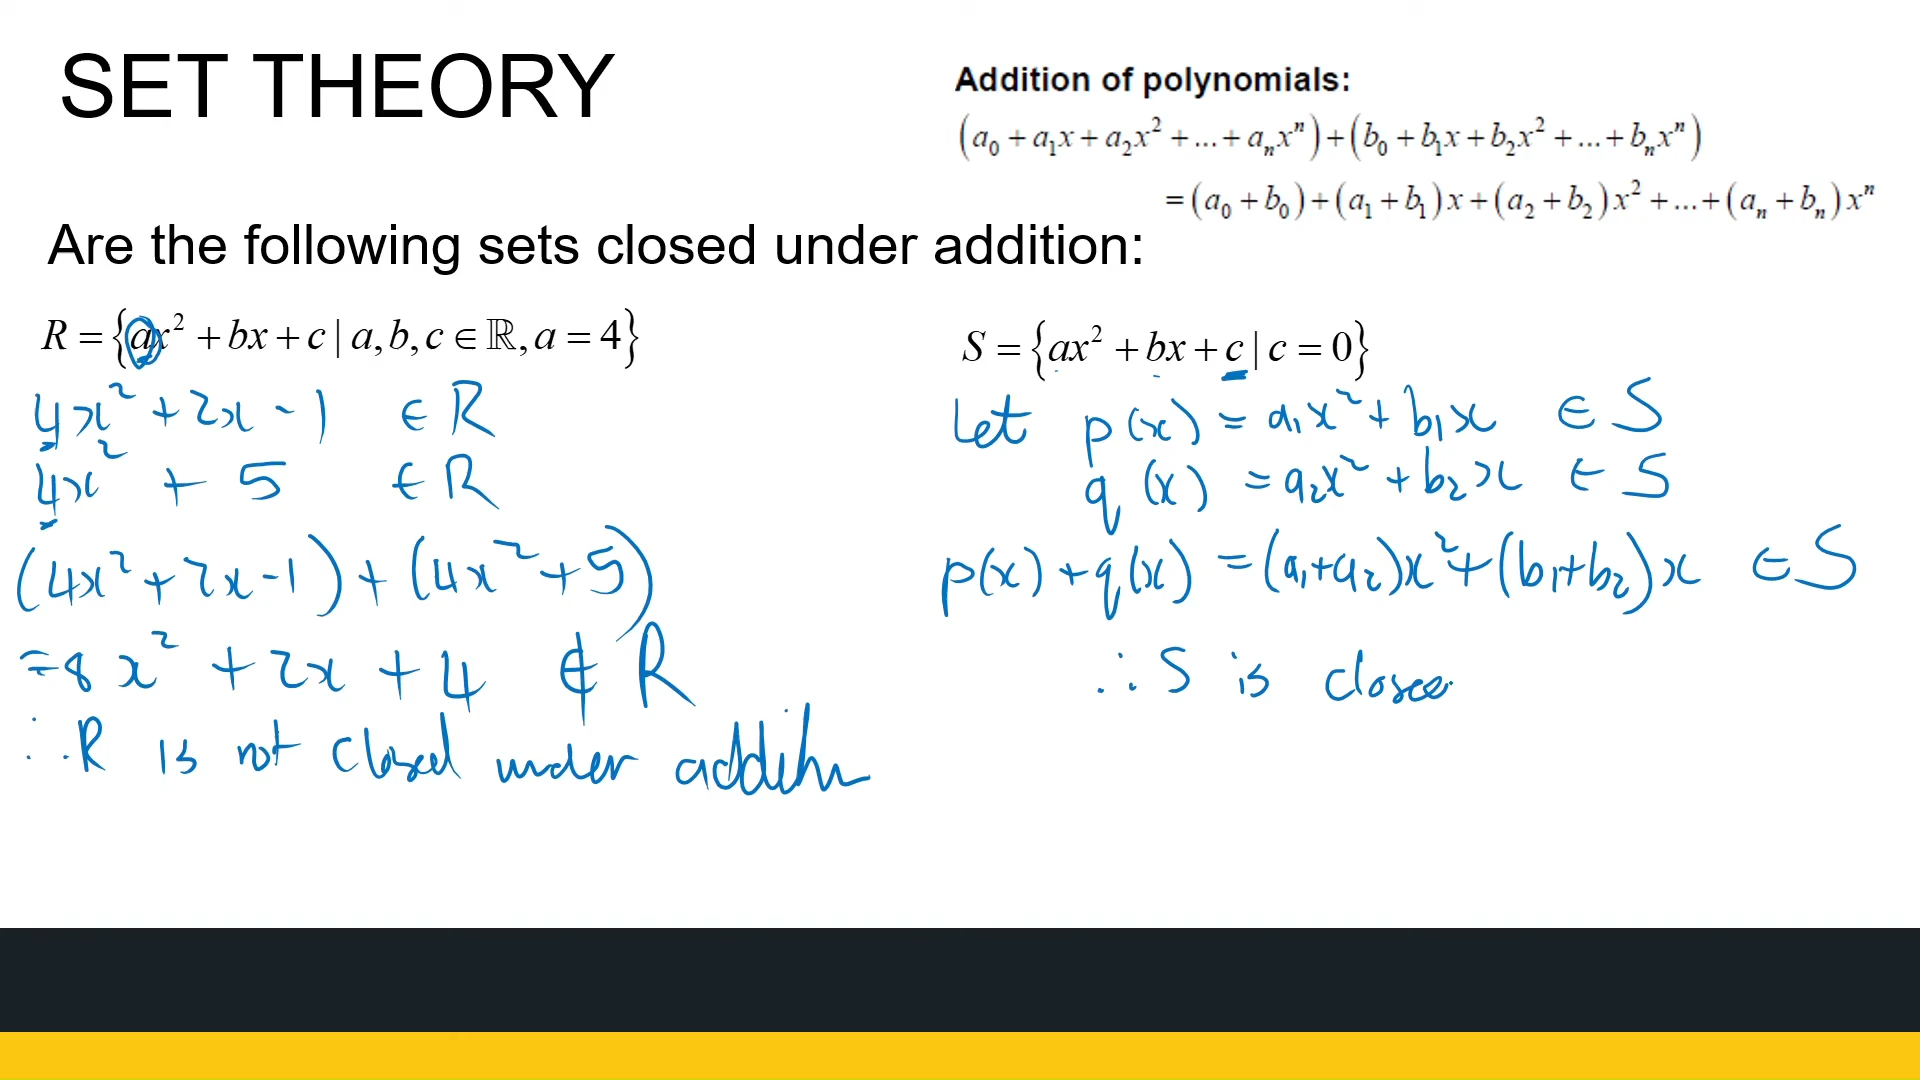 SET THEORY
Addition of polynomials:
(a₀ + a₁x + a₂x² + ... + aₙxⁿ) + (b₀ + b₁x + b₂x² + ... + bₙxⁿ)
= (a₀ + b₀) + (a₁ + b₁)x + (a₂ + b₂)x² + ... + (aₙ + bₙ)xⁿ
Are the following sets closed under addition:
R = {ax² + bx + c | a, b, c ∈ ℝ, a = 4}
4x² + 2x - 1 ∈ R
4x² + 5 ∈ R
(4x² + 2x - 1) + (4x² + 5)
= 8x² + 2x + 4 ∉ R
∴ R is not closed under addition
S = {ax² + bx + c | c = 0}
Let p(x) = a₁x² + b₁x ∈ S
q(x) = a₂x² + b₂x ∈ S
p(x) + q(x) = (a₁+a₂)x² + (b₁+b₂)x ∈ S
∴ S is close